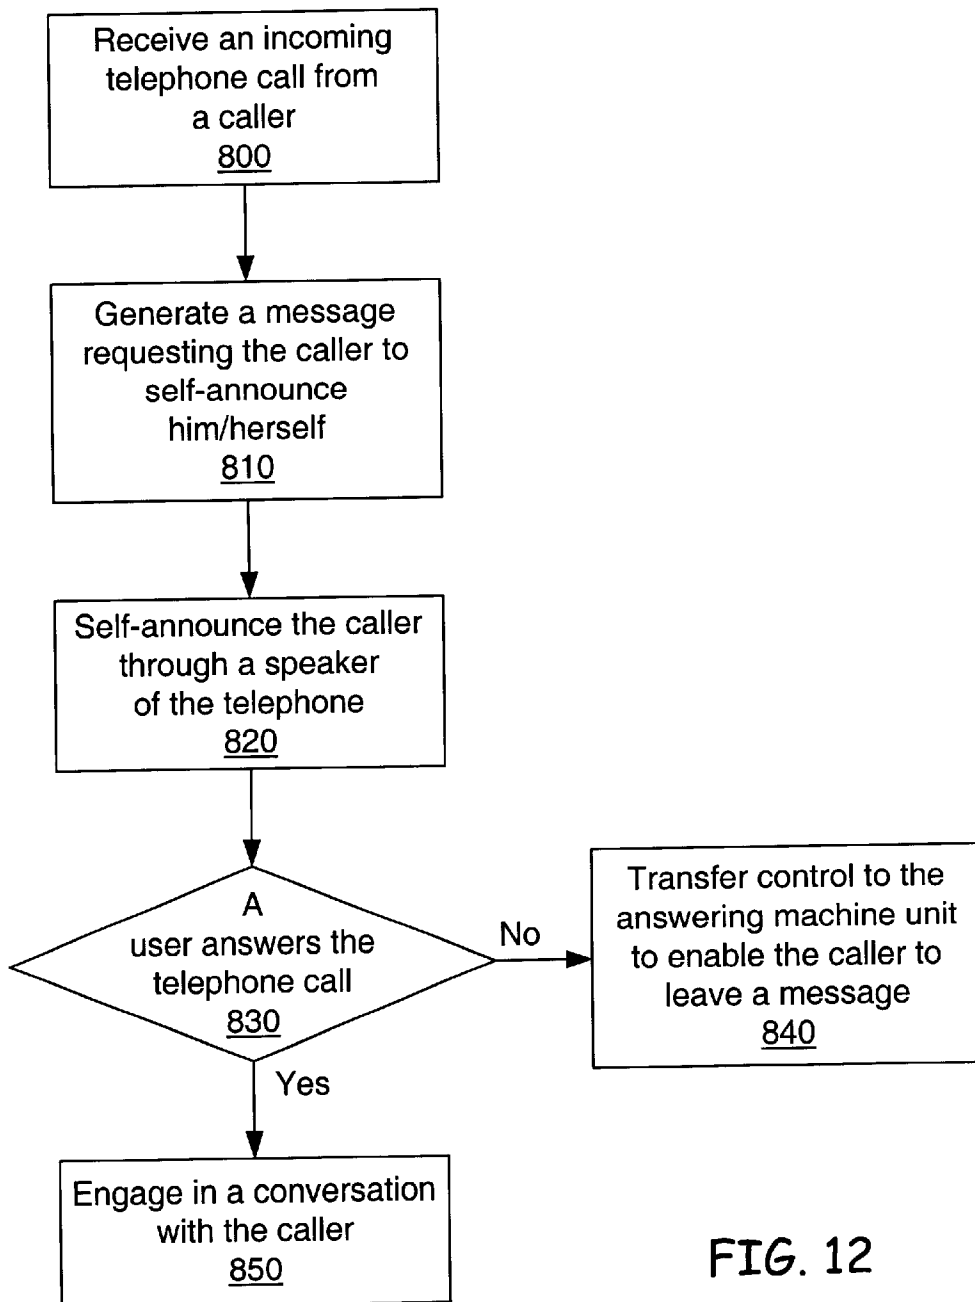 Receive an incoming
telephone call from
a caller
800
Generate a message
requesting the caller to
self-announce
him/herself
810
Self-announce the caller
through a speaker
of the telephone
820
A
user answers the
telephone call
830
No
Transfer control to the
answering machine unit
to enable the caller to
leave a message
840
Yes
Engage in a conversation
with the caller
850
FIG. 12